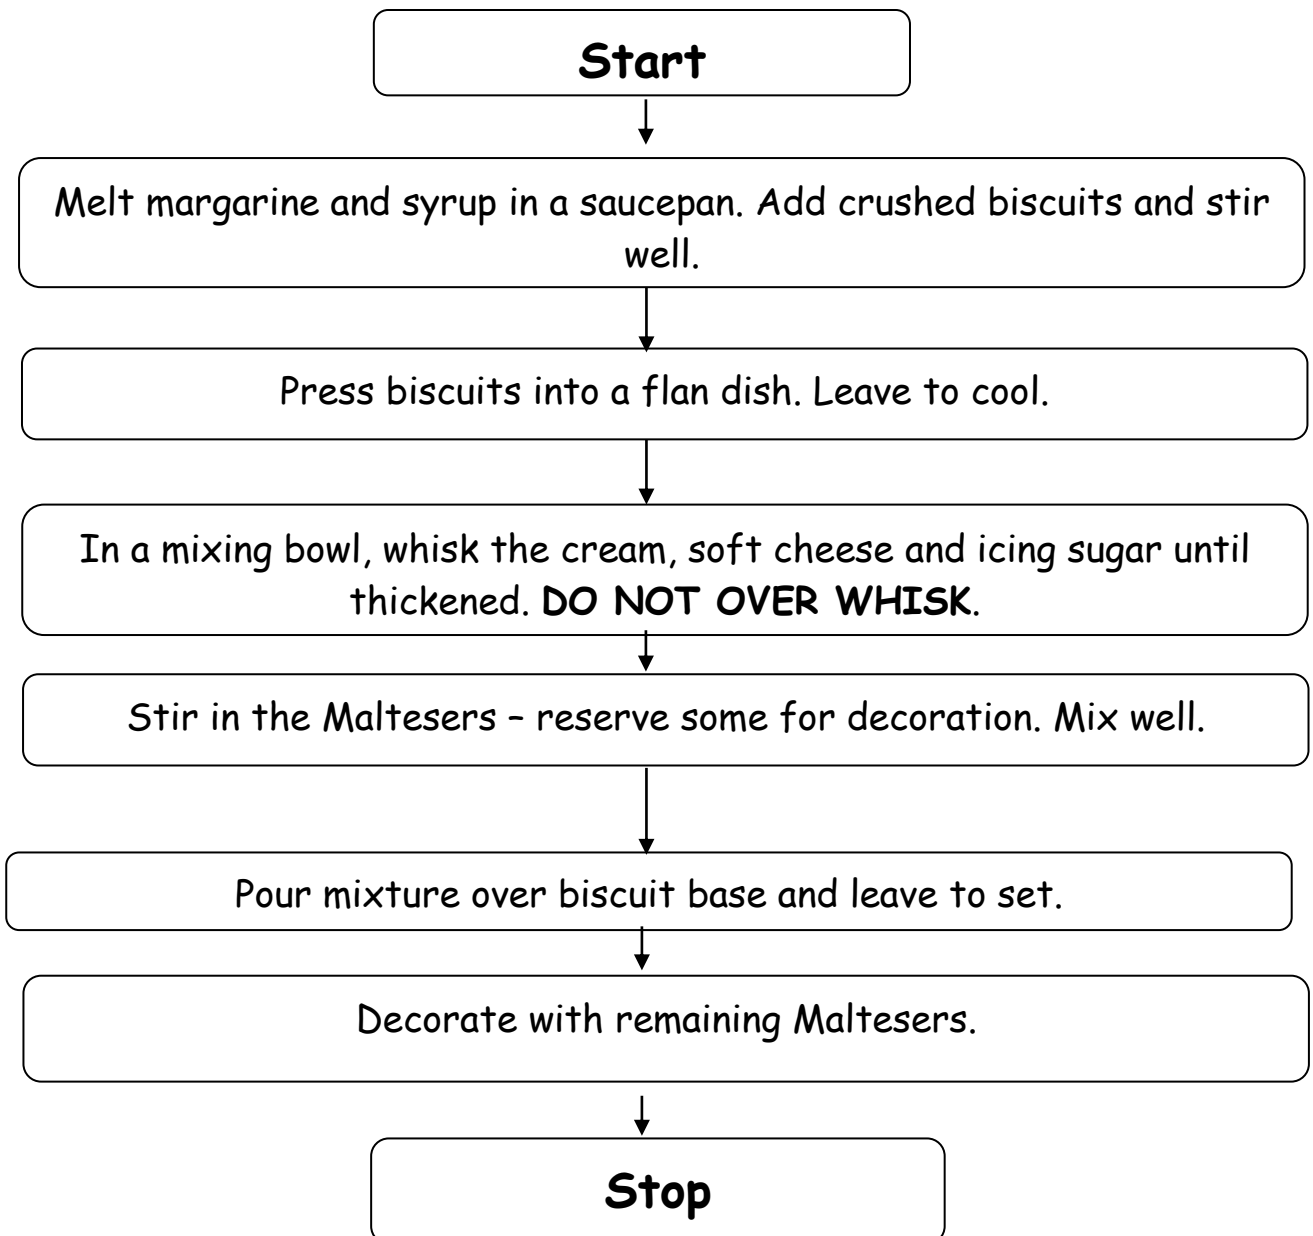 Start
Melt margarine and syrup in a saucepan. Add crushed biscuits and stir
well.
Press biscuits into a flan dish. Leave to cool.
In a mixing bowl, whisk the cream, soft cheese and icing sugar until
thickened. DO NOT OVER WHISK.
Stir in the Maltesers – reserve some for decoration. Mix well.
Pour mixture over biscuit base and leave to set.
Decorate with remaining Maltesers.
Stop